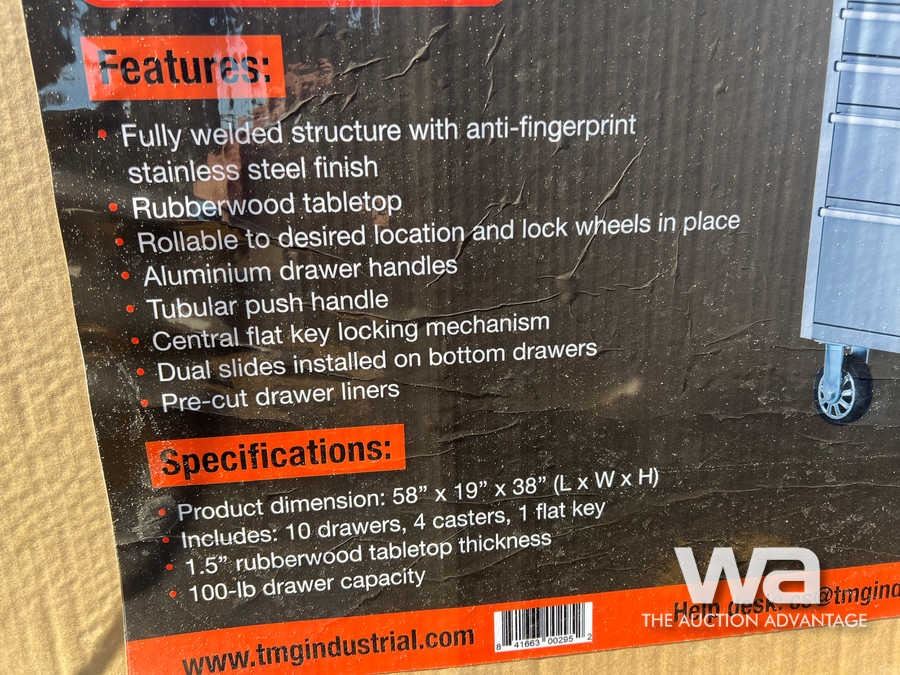 Features:
• Fully welded structure with anti-fingerprint
stainless steel finish
• Rubberwood tabletop
• Rollable to desired location and lock wheels in place
• Aluminium drawer handles
• Tubular push handle
• Central flat key locking mechanism
• Dual slides installed on bottom drawers
• Pre-cut drawer liners
Specifications:
• Product dimension: 58” x 19” x 38” (L x W x H)
• Includes: 10 drawers, 4 casters, 1 flat key
• 1.5” rubberwood tabletop thickness
• 100-lb drawer capacity
www.tmgindustrial.com
8 41663 00295 2
Help desk: cs@tmgind
wa
THE AUCTION ADVANTAGE